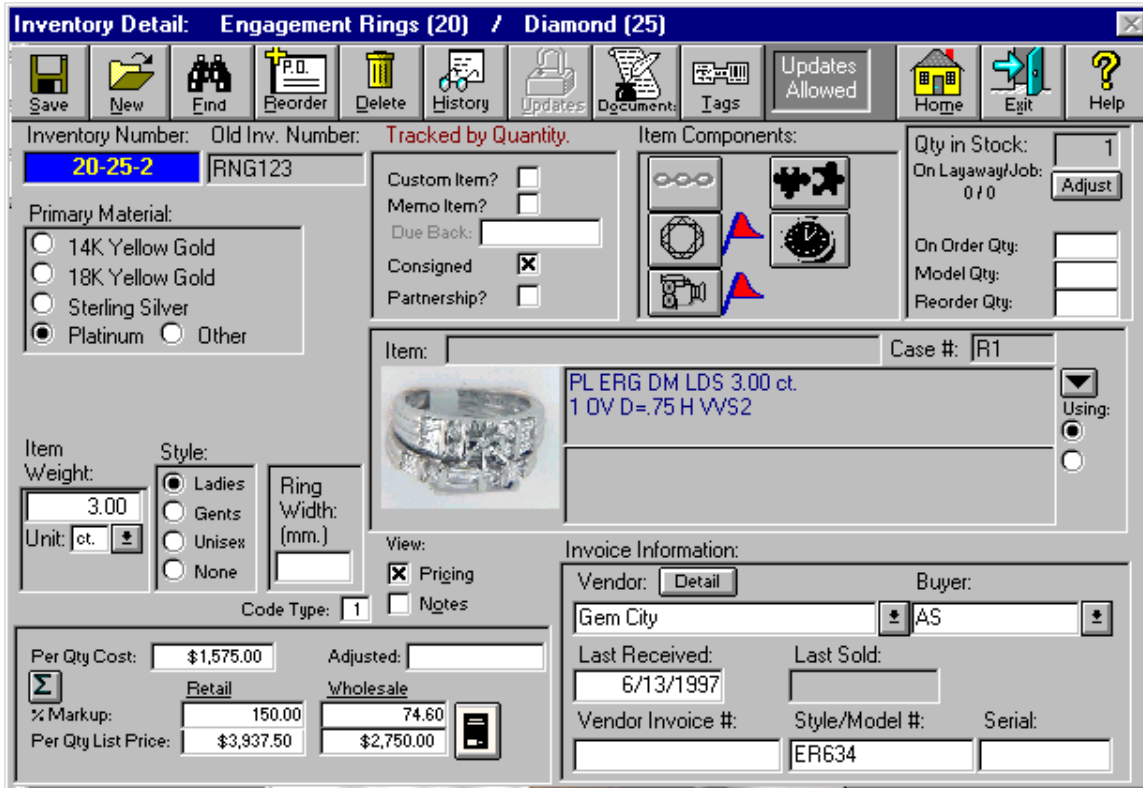 Inventory Detail: Engagement Rings (20) / Diamond (25)
Save New Find Reorder Delete History Updates Document: Tags Updates Allowed Home Exit Help
P.O.
Inventory Number: Old Inv. Number: Tracked by Quantity. Item Components: Qty in Stock: 1
20-25-2 RNG123
On Layaway/Job: 0 / 0 Adjust
Custom Item?
Memo Item?
Due Back:
Consigned
Partnership?
On Order Qty:
Model Qty:
Reorder Qty:
Primary Material:
14K Yellow Gold
18K Yellow Gold
Sterling Silver
Platinum Other
Item: Case #: R1
PL ERG DM LDS 3.00 ct.
1 OV D=.75 H VVS2
Using:
Item Weight:
3.00
Unit: ct.
Style:
Ladies
Gents
Unisex
None
Ring Width: (mm.)
View:
Pricing
Notes
Code Type: 1
Invoice Information:
Vendor: Detail Buyer:
Gem City AS
Last Received: Last Sold:
6/13/1997
Vendor Invoice #: Style/Model #: Serial:
ER634
Per Qty Cost: $1,575.00 Adjusted:
Σ Retail Wholesale
% Markup: 150.00 74.60
Per Qty List Price: $3,937.50 $2,750.00